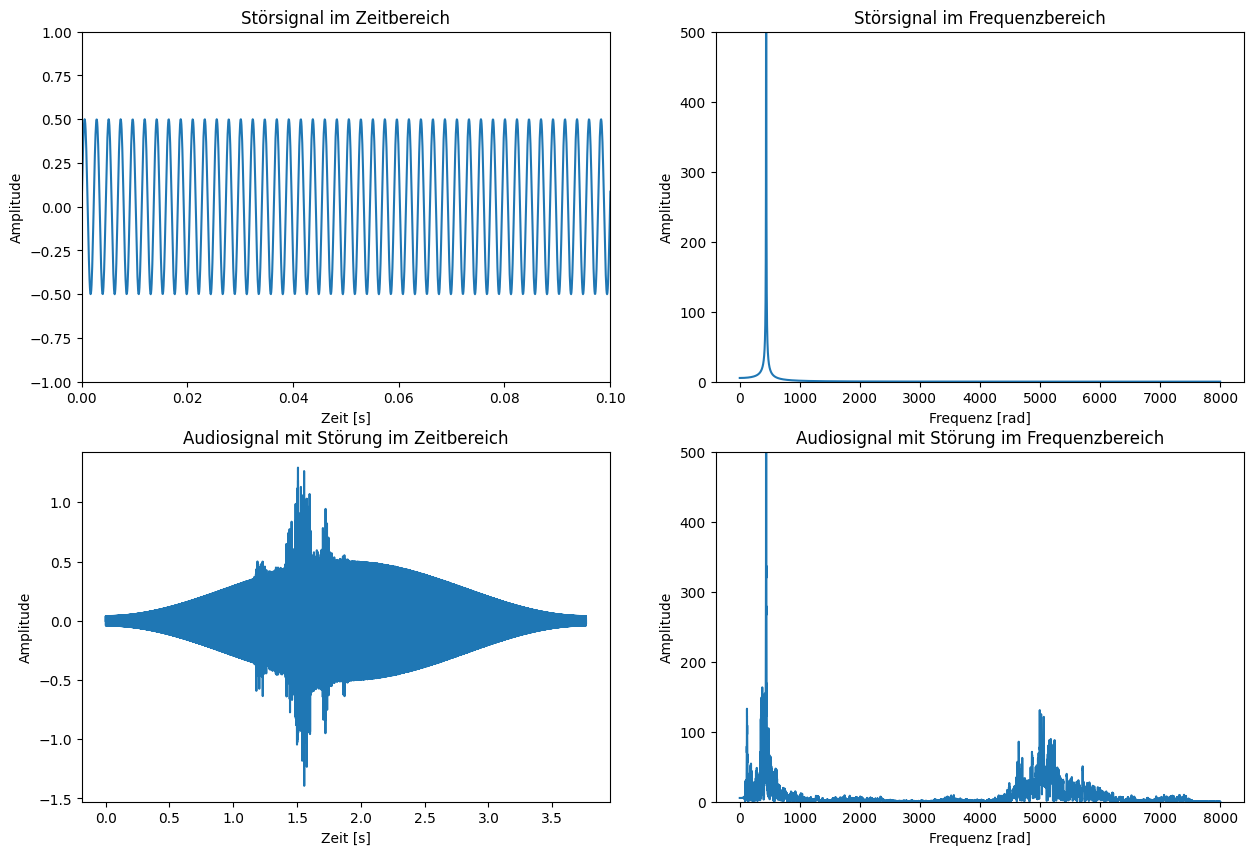 Störsignal im Zeitbereich
1.00
0.75
0.50
0.25
0.00
−0.25
−0.50
−0.75
−1.00
Amplitude
0.00 0.02 0.04 0.06 0.08 0.10
Zeit [s]
Störsignal im Frequenzbereich
500
400
300
200
100
0
Amplitude
0 1000 2000 3000 4000 5000 6000 7000 8000
Frequenz [rad]
Audiosignal mit Störung im Zeitbereich
1.0
0.5
0.0
−0.5
−1.0
−1.5
Amplitude
0.0 0.5 1.0 1.5 2.0 2.5 3.0 3.5
Zeit [s]
Audiosignal mit Störung im Frequenzbereich
500
400
300
200
100
0
Amplitude
0 1000 2000 3000 4000 5000 6000 7000 8000
Frequenz [rad]